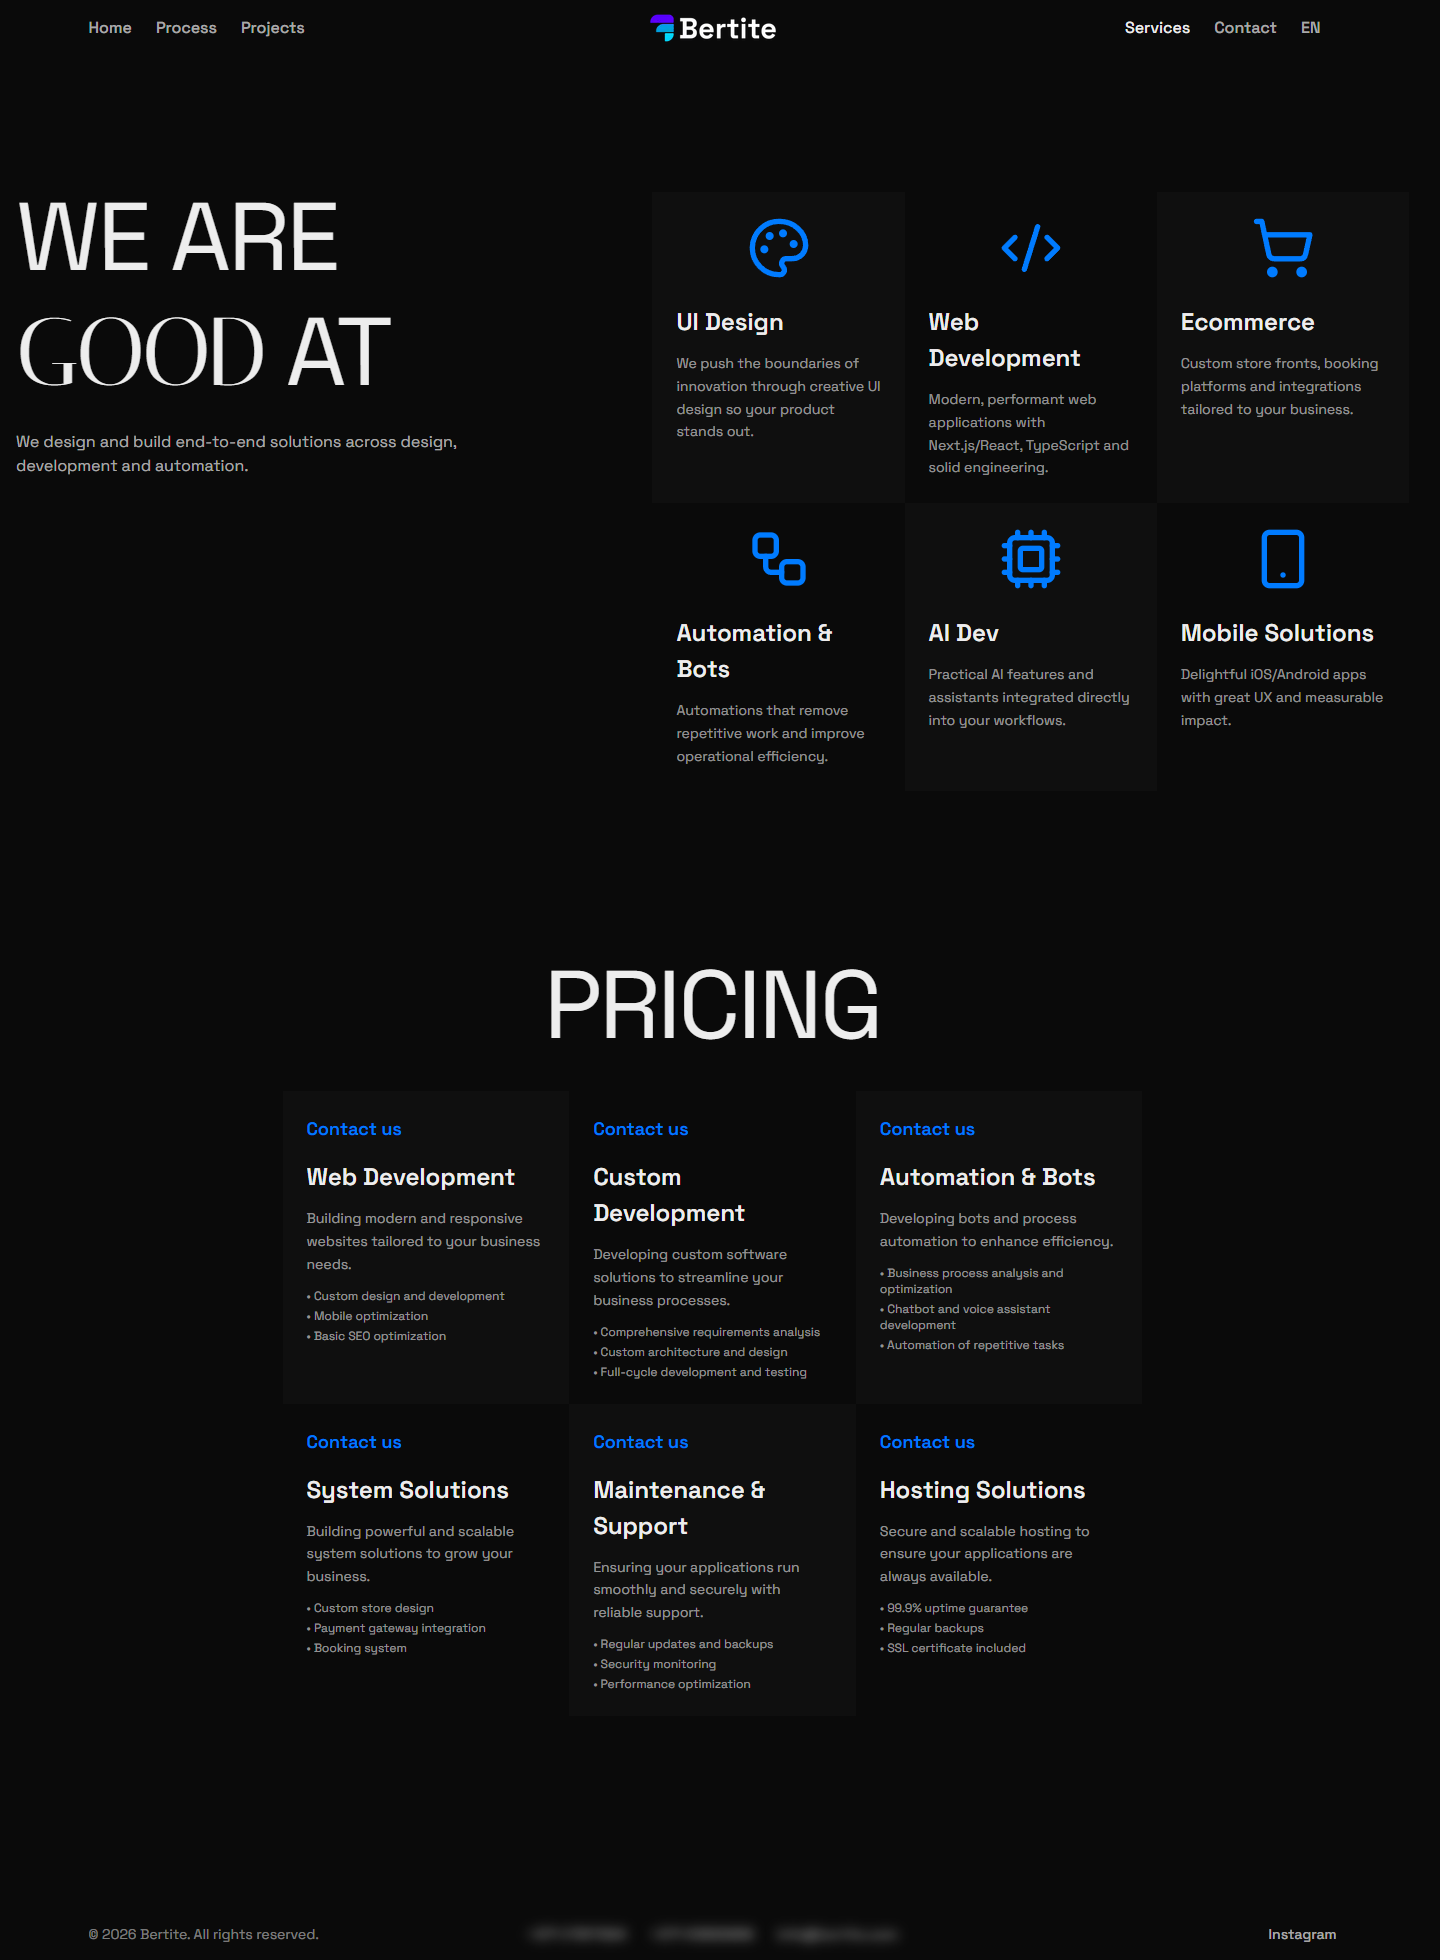 Home Process Projects
Bertite
Services Contact EN
WE ARE
GOOD AT
We design and build end-to-end solutions across design,
development and automation.
UI Design
We push the boundaries of
innovation through creative UI
design so your product
stands out.
Web
Development
Modern, performant web
applications with
Next.js/React, TypeScript and
solid engineering.
Ecommerce
Custom store fronts, booking
platforms and integrations
tailored to your business.
Automation &
Bots
Automations that remove
repetitive work and improve
operational efficiency.
AI Dev
Practical AI features and
assistants integrated directly
into your workflows.
Mobile Solutions
Delightful iOS/Android apps
with great UX and measurable
impact.
PRICING
Contact us
Web Development
Building modern and responsive
websites tailored to your business
needs.
• Custom design and development
• Mobile optimization
• Basic SEO optimization
Contact us
Custom
Development
Developing custom software
solutions to streamline your
business processes.
• Comprehensive requirements analysis
• Custom architecture and design
• Full-cycle development and testing
Contact us
Automation & Bots
Developing bots and process
automation to enhance efficiency.
• Business process analysis and
optimization
• Chatbot and voice assistant
development
• Automation of repetitive tasks
Contact us
System Solutions
Building powerful and scalable
system solutions to grow your
business.
• Custom store design
• Payment gateway integration
• Booking system
Contact us
Maintenance &
Support
Ensuring your applications run
smoothly and securely with
reliable support.
• Regular updates and backups
• Security monitoring
• Performance optimization
Contact us
Hosting Solutions
Secure and scalable hosting to
ensure your applications are
always available.
• 99.9% uptime guarantee
• Regular backups
• SSL certificate included
© 2026 Bertite. All rights reserved.
Instagram